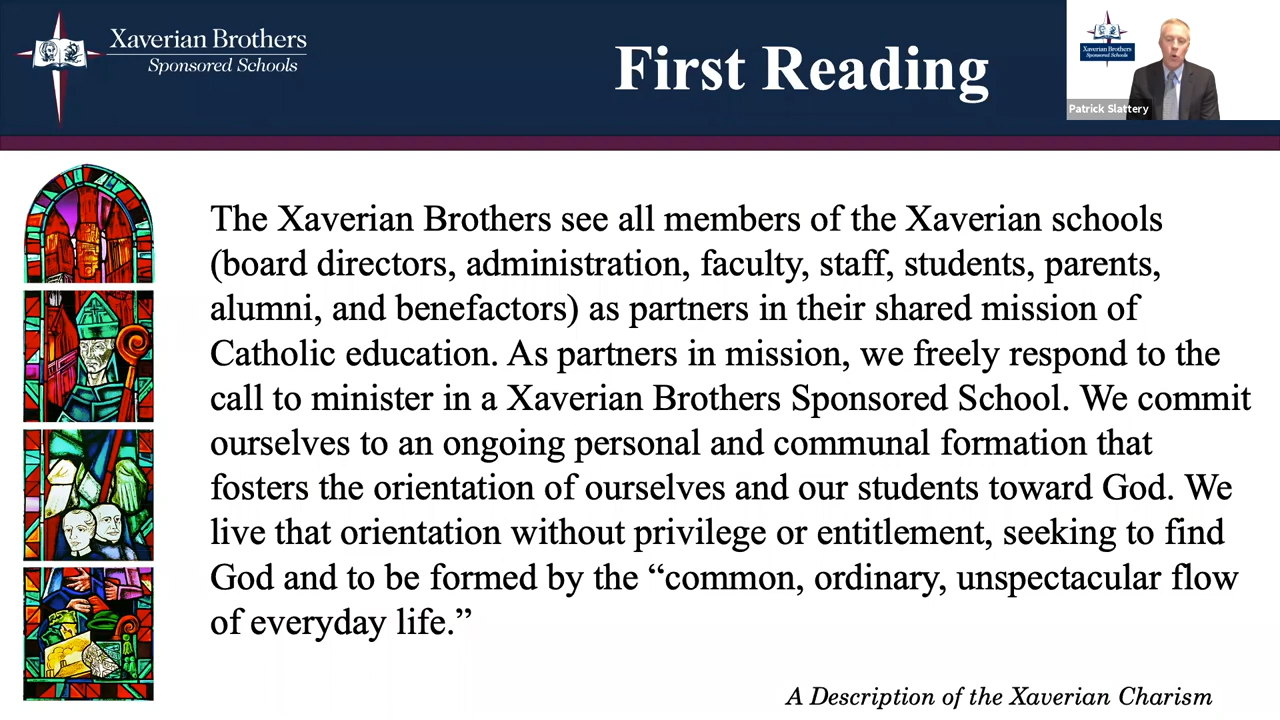 Xaverian Brothers
Sponsored Schools
First Reading
Xaverian Brothers
Sponsored Schools
Patrick Slattery
The Xaverian Brothers see all members of the Xaverian schools
(board directors, administration, faculty, staff, students, parents,
alumni, and benefactors) as partners in their shared mission of
Catholic education. As partners in mission, we freely respond to the
call to minister in a Xaverian Brothers Sponsored School. We commit
ourselves to an ongoing personal and communal formation that
fosters the orientation of ourselves and our students toward God. We
live that orientation without privilege or entitlement, seeking to find
God and to be formed by the “common, ordinary, unspectacular flow
of everyday life.”
A Description of the Xaverian Charism